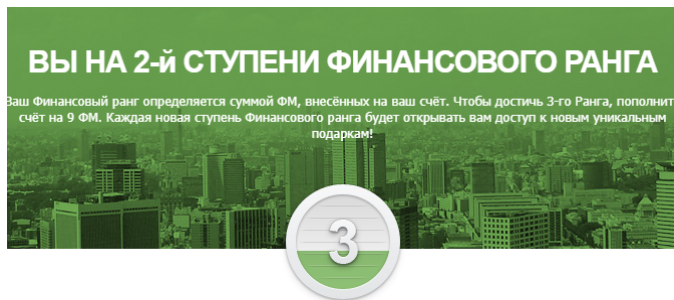 ВЫ НА 2-й СТУПЕНИ ФИНАНСОВОГО РАНГА
Ваш Финансовый ранг определяется суммой ФМ, внесённых на ваш счёт. Чтобы достичь 3-го Ранга, пополнит
счёт на 9 ФМ. Каждая новая ступень Финансового ранга будет открывать вам доступ к новым уникальным
подаркам!
3